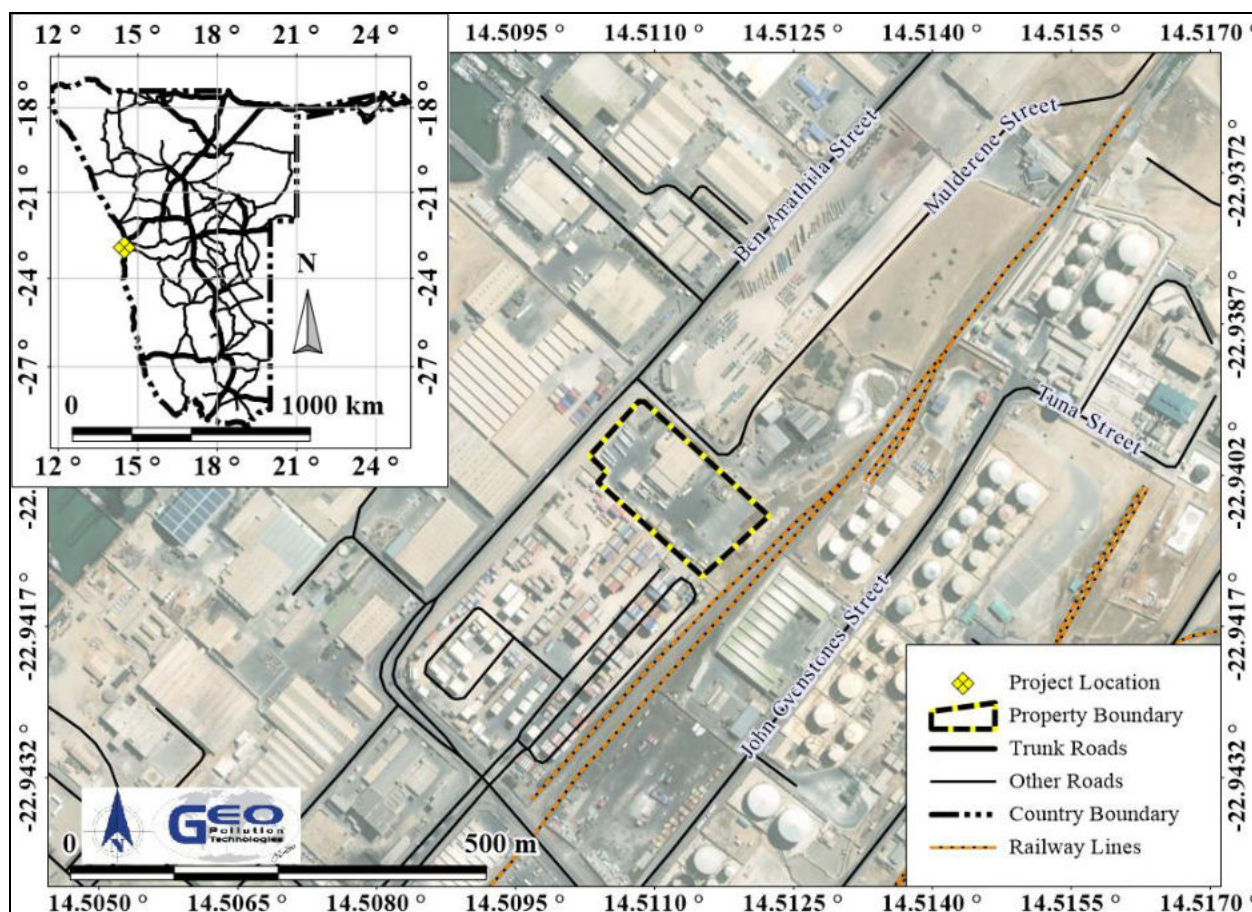 12 ° 15 ° 18 ° 21 ° 24 °
14.5095 ° 14.5110 ° 14.5125 ° 14.5140 ° 14.5155 ° 14.5170 °
-18 °
-21 °
-24 °
-27 °
-18 °
-21 °
-24 °
-27 °
N
0 1000 km
12 ° 15 ° 18 ° 21 ° 24 °
Ben Amathila Street
Mulderene Street
Tuna Street
John Ovenstones Street
-22.9372 °
-22.9387 °
-22.9402 °
-22.9417 °
-22.9432 °
-22.9417 °
-22.9432 °
Project Location
Property Boundary
Trunk Roads
Other Roads
Country Boundary
Railway Lines
N
GEO
Pollution
Technologies
0 500 m
14.5050 ° 14.5065 ° 14.5080 ° 14.5095 ° 14.5110 ° 14.5125 ° 14.5140 ° 14.5155 ° 14.5170 °